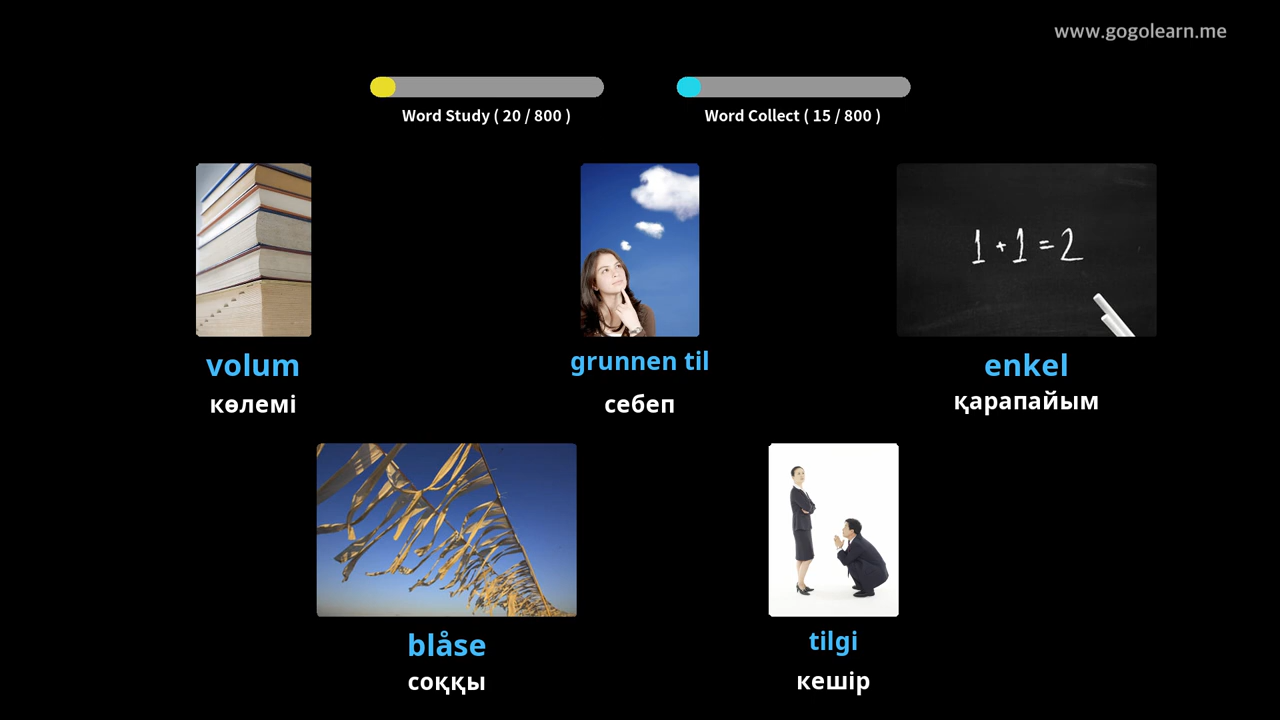 www.gogolearn.me
Word Study ( 20 / 800 )
Word Collect ( 15 / 800 )
1 + 1 = 2
volum
көлемі
grunnen til
себеп
enkel
қарапайым
blåse
соққы
tilgi
кешір